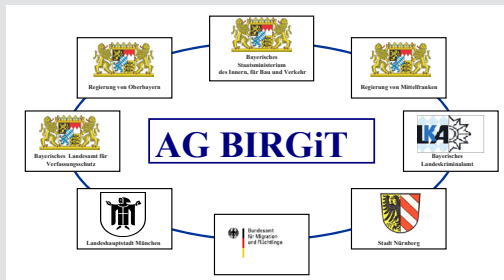 Bayerisches
Staatsministerium
des Innern, für Bau und Verkehr
Regierung von Oberbayern
Regierung von Mittelfranken
Bayerisches Landesamt für
Verfassungsschutz
AG BIRGiT
LKA
Bayerisches
Landeskriminalamt
Landeshauptstadt München
Bundesamt
für Migration
und Flüchtlinge
Stadt Nürnberg